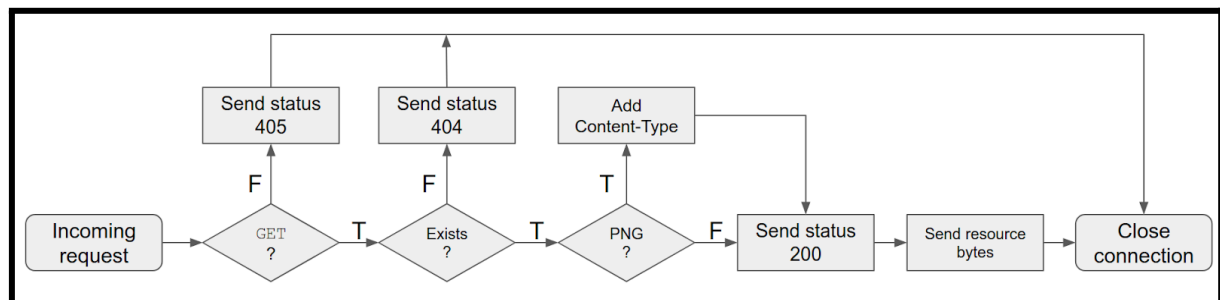 Send status
405
Send status
404
Add
Content-Type
F
F
T
Incoming
request
GET
?
T
Exists
?
T
PNG
?
F
Send status
200
Send resource
bytes
Close
connection